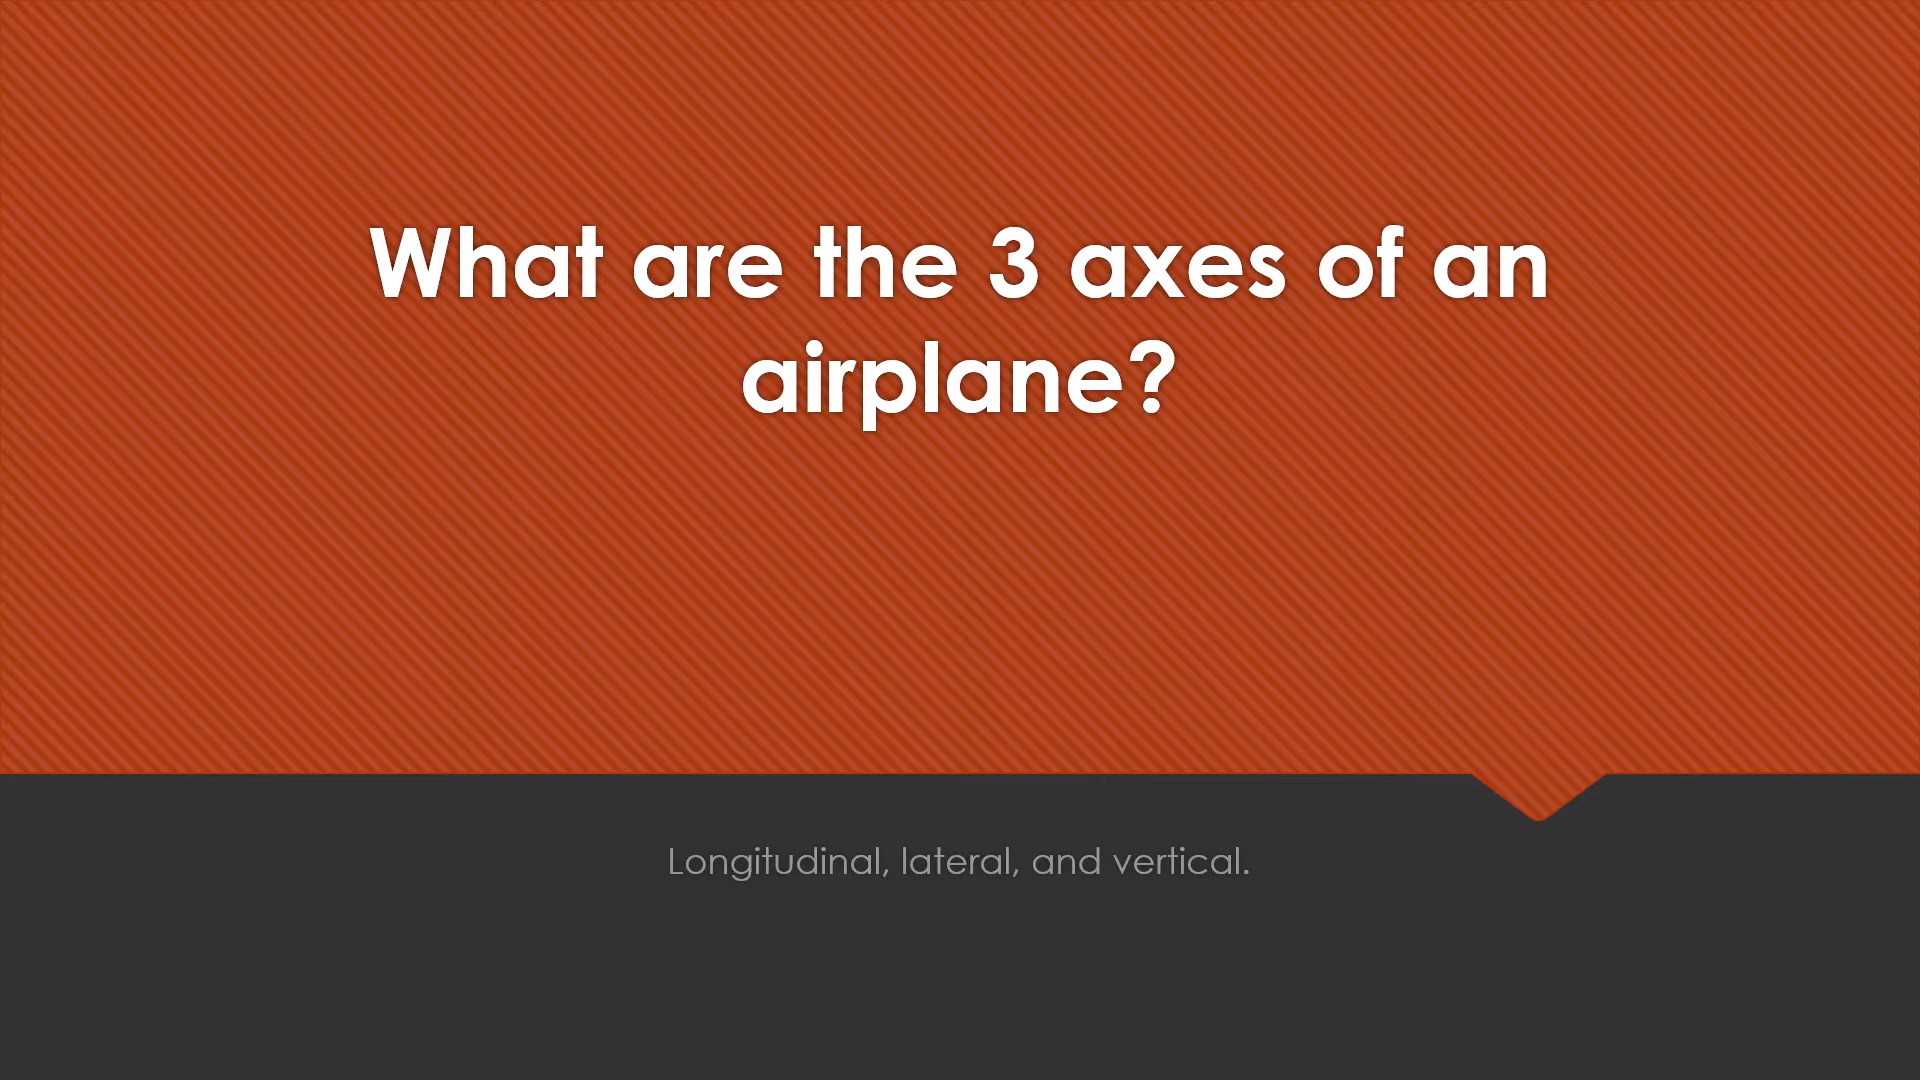 What are the 3 axes of an
airplane?
Longitudinal, lateral, and vertical.